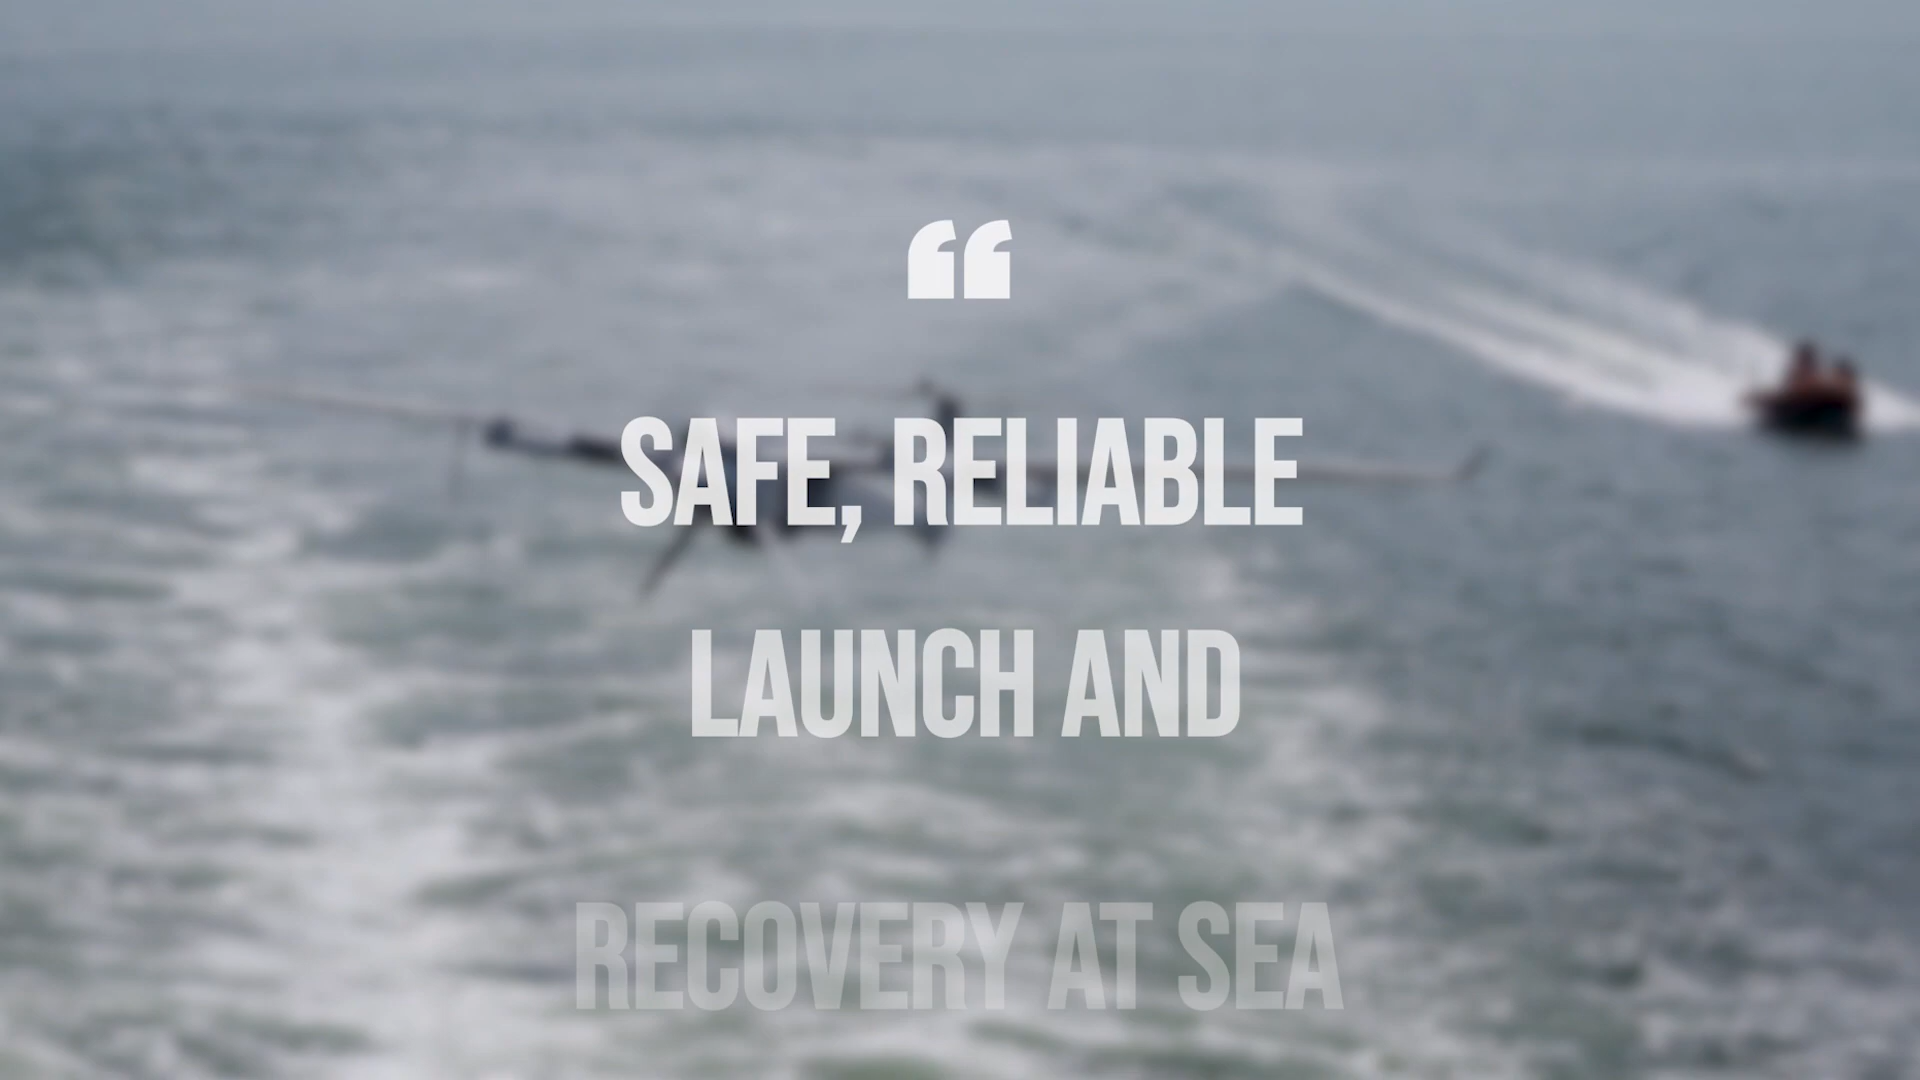 “
SAFE, RELIABLE
LAUNCH AND
RECOVERY AT SEA